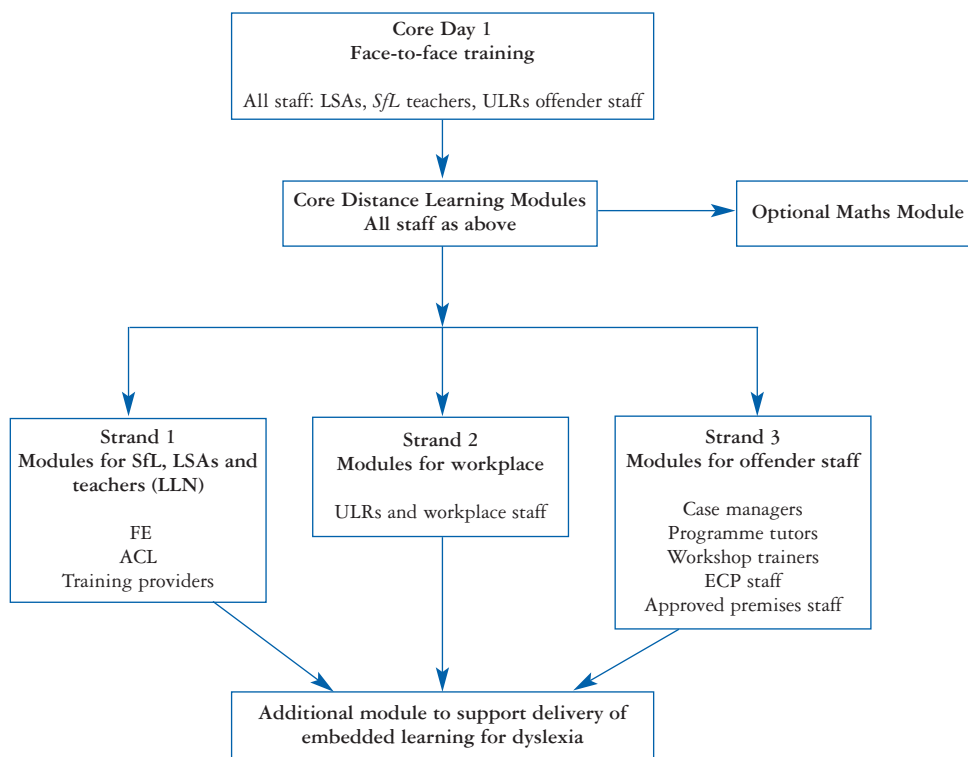 Core Day 1
Face-to-face training
All staff: LSAs, SfL teachers, ULRs offender staff
Core Distance Learning Modules
All staff as above
Optional Maths Module
Strand 1
Modules for SfL, LSAs and
teachers (LLN)
FE
ACL
Training providers
Strand 2
Modules for workplace
ULRs and workplace staff
Strand 3
Modules for offender staff
Case managers
Programme tutors
Workshop trainers
ECP staff
Approved premises staff
Additional module to support delivery of
embedded learning for dyslexia